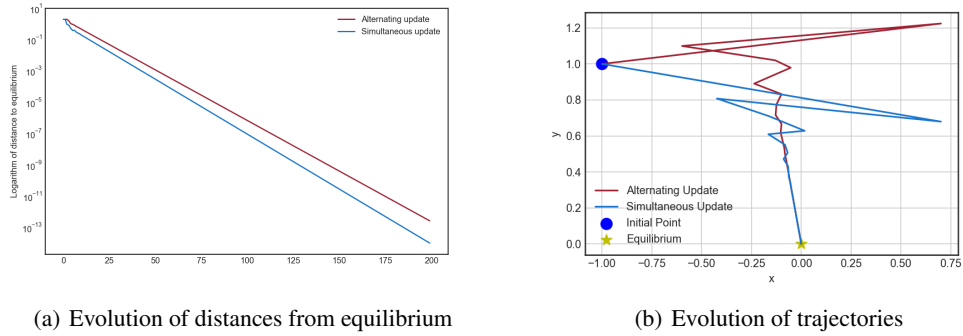 Logarithm of distance to equilibrium
10^1
10^-1
10^-3
10^-5
10^-7
10^-9
10^-11
10^-13
0
25
50
75
100
125
150
175
200
Alternating update
Simultaneous update
(a) Evolution of distances from equilibrium
y
1.2
1.0
0.8
0.6
0.4
0.2
0.0
−1.00
−0.75
−0.50
−0.25
0.00
0.25
0.50
0.75
x
Alternating Update
Simultaneous Update
Initial Point
Equilibrium
(b) Evolution of trajectories